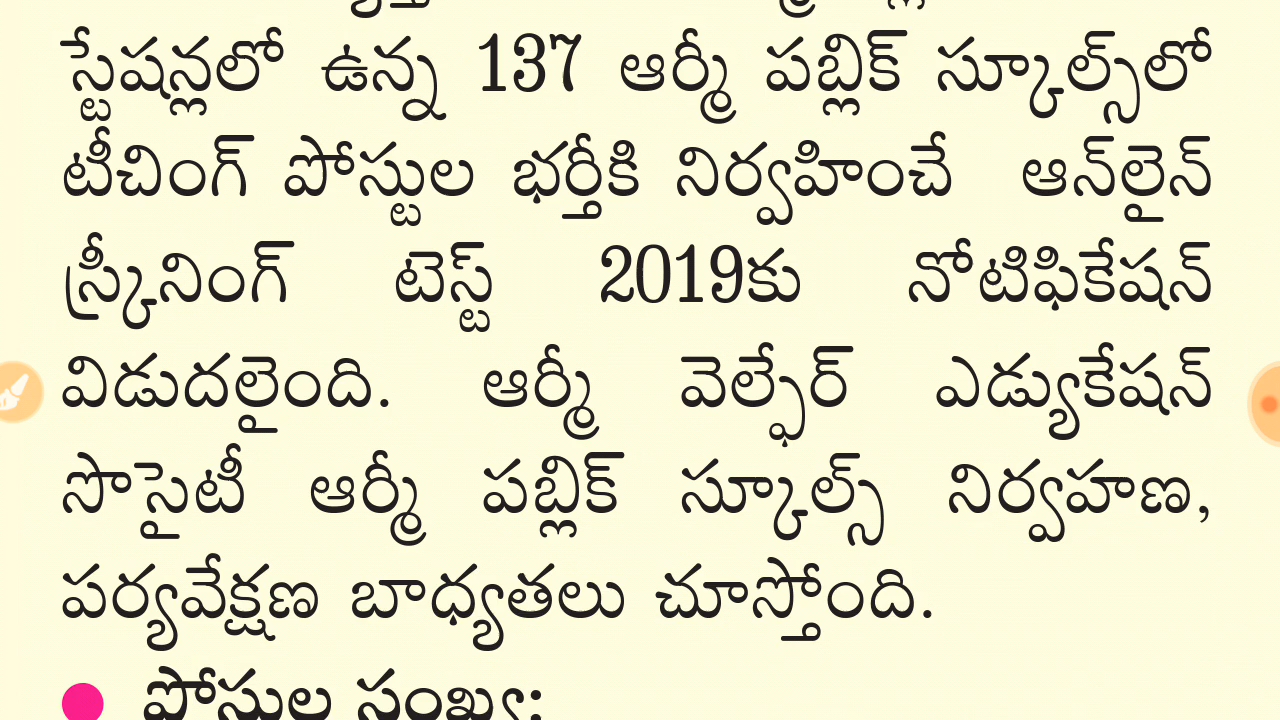 స్టేషన్లలో ఉన్న 137 ఆర్మీ పబ్లిక్ స్కూల్స్‌లో
టీచింగ్ పోస్టుల భర్తీకి నిర్వహించే ఆన్‌లైన్
స్క్రీనింగ్ టెస్ట్ 2019కు నోటిఫికేషన్
విడుదలైంది. ఆర్మీ వెల్ఫేర్ ఎడ్యుకేషన్
సొసైటీ ఆర్మీ పబ్లిక్ స్కూల్స్ నిర్వహణ,
పర్యవేక్షణ బాధ్యతలు చూస్తోంది.
పోస్టుల సంఖ్య: